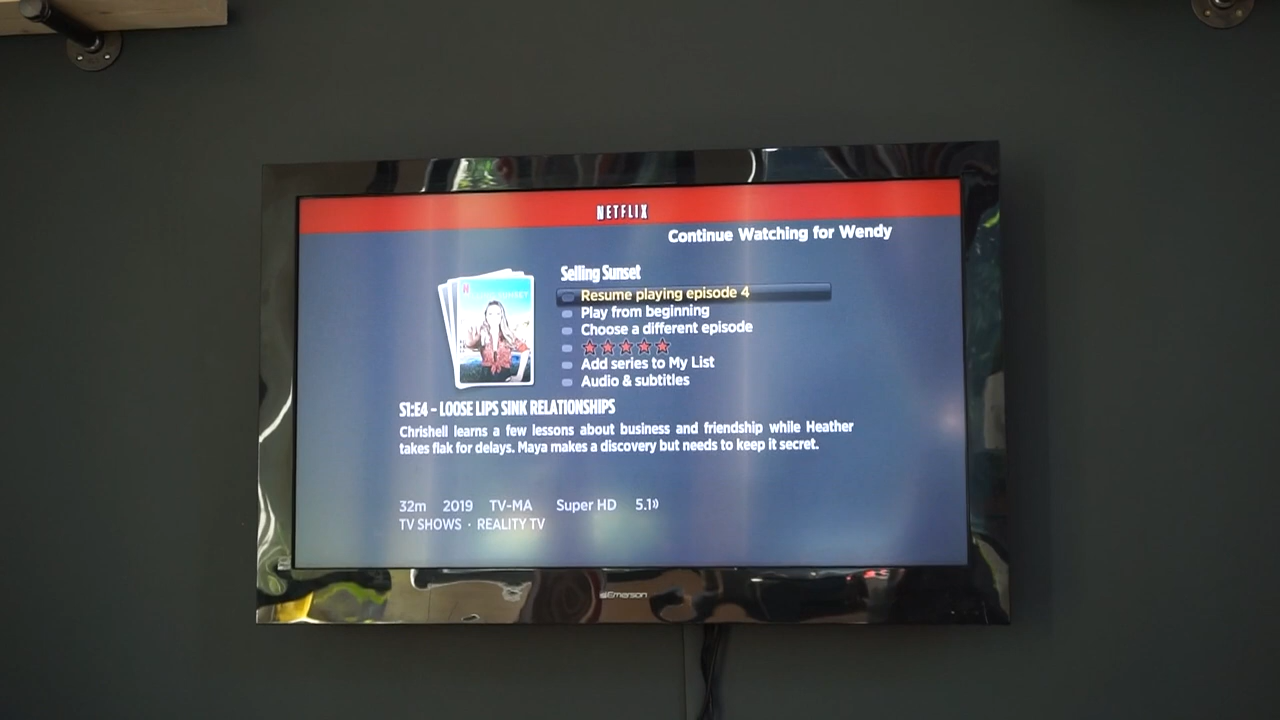 NETFLIX
Continue Watching for Wendy
Selling Sunset
Resume playing episode 4
Play from beginning
Choose a different episode
Add series to My List
Audio & subtitles
S1:E4 - LOOSE LIPS SINK RELATIONSHIPS
Chrishell learns a few lessons about business and friendship while Heather
takes flak for delays. Maya makes a discovery but needs to keep it secret.
32m 2019 TV-MA Super HD 5.1
TV SHOWS · REALITY TV
Emerson